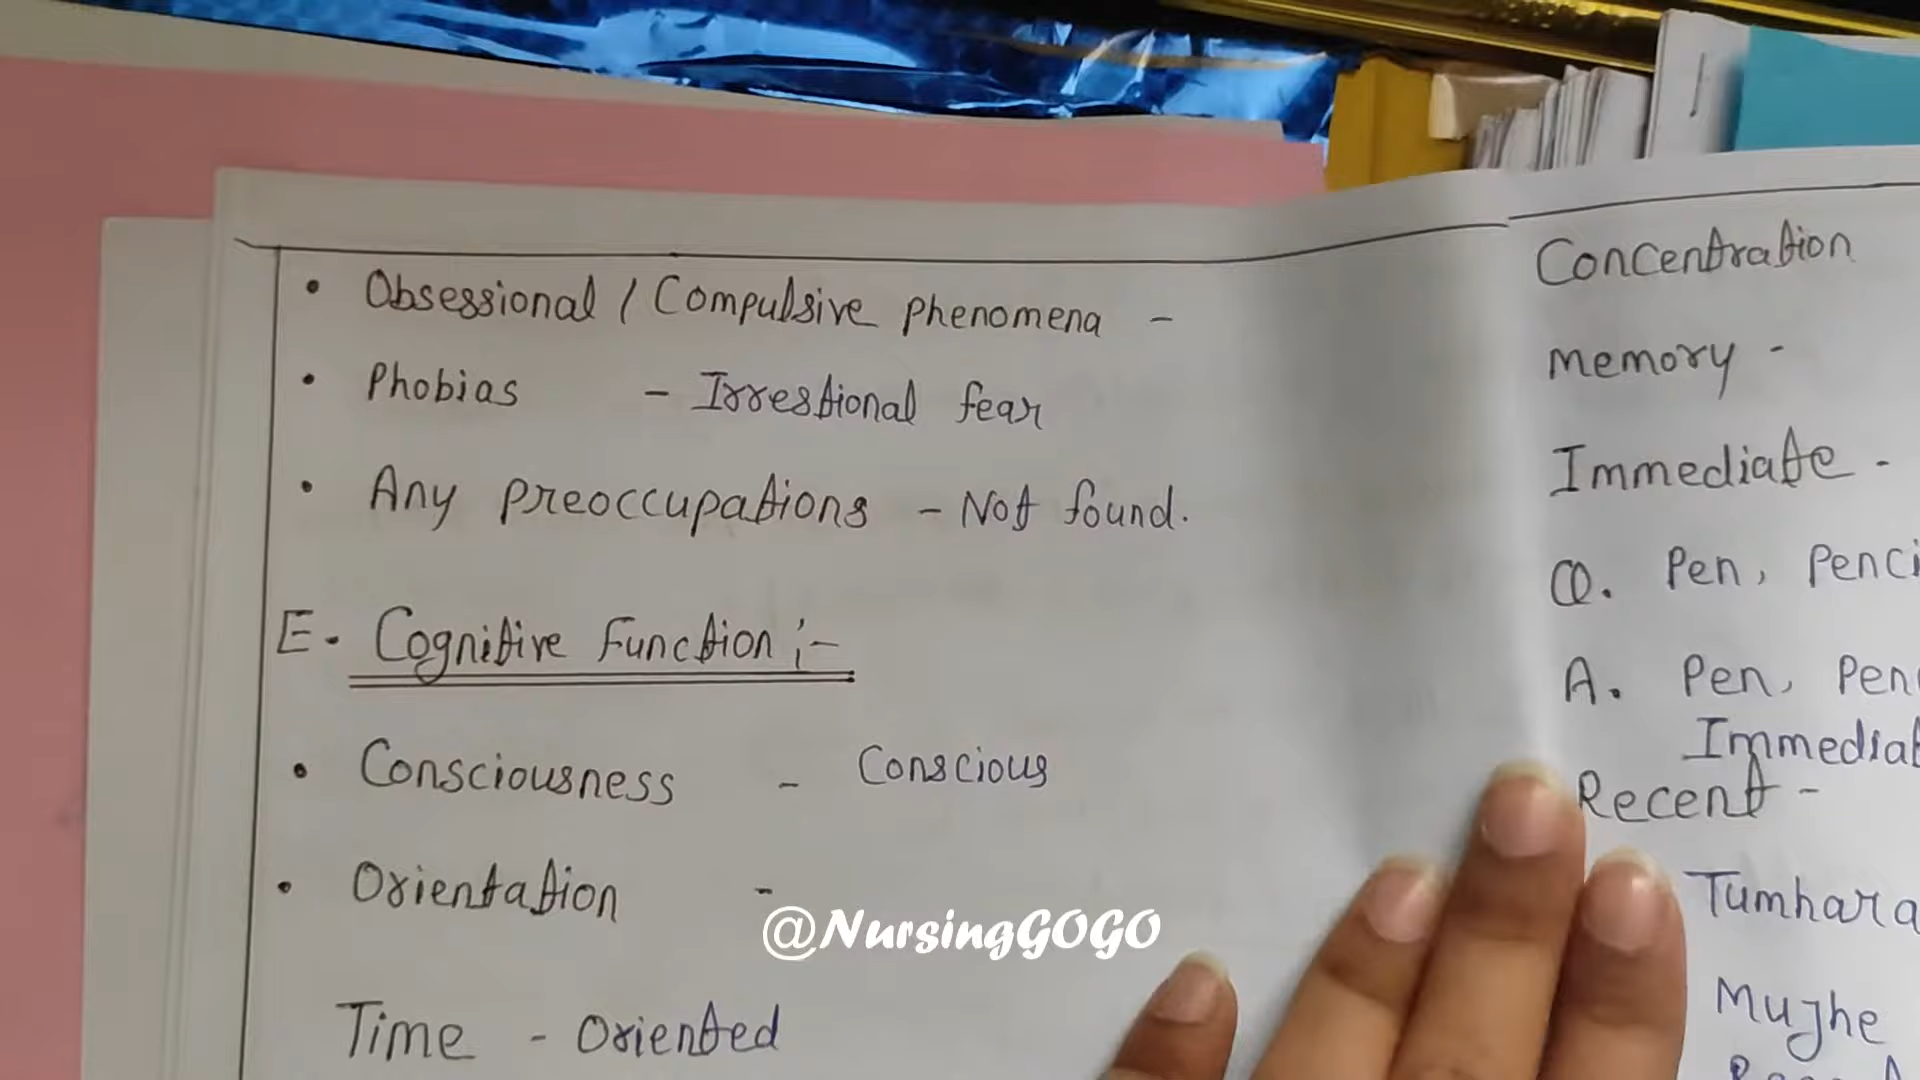 • Obsessional / Compulsive phenomena -
• Phobias - Irrestional fear
• Any preoccupations - Not found.
E. Cognitive Function :-
• Consciousness - Conscious
• Orientation -
Time - Oriented
Concentration
Memory -
Immediate -
Q. Pen, Penci
A. Pen, Pen
Immediat
Recent -
Tumhara
Mujhe
@NursingGOGO